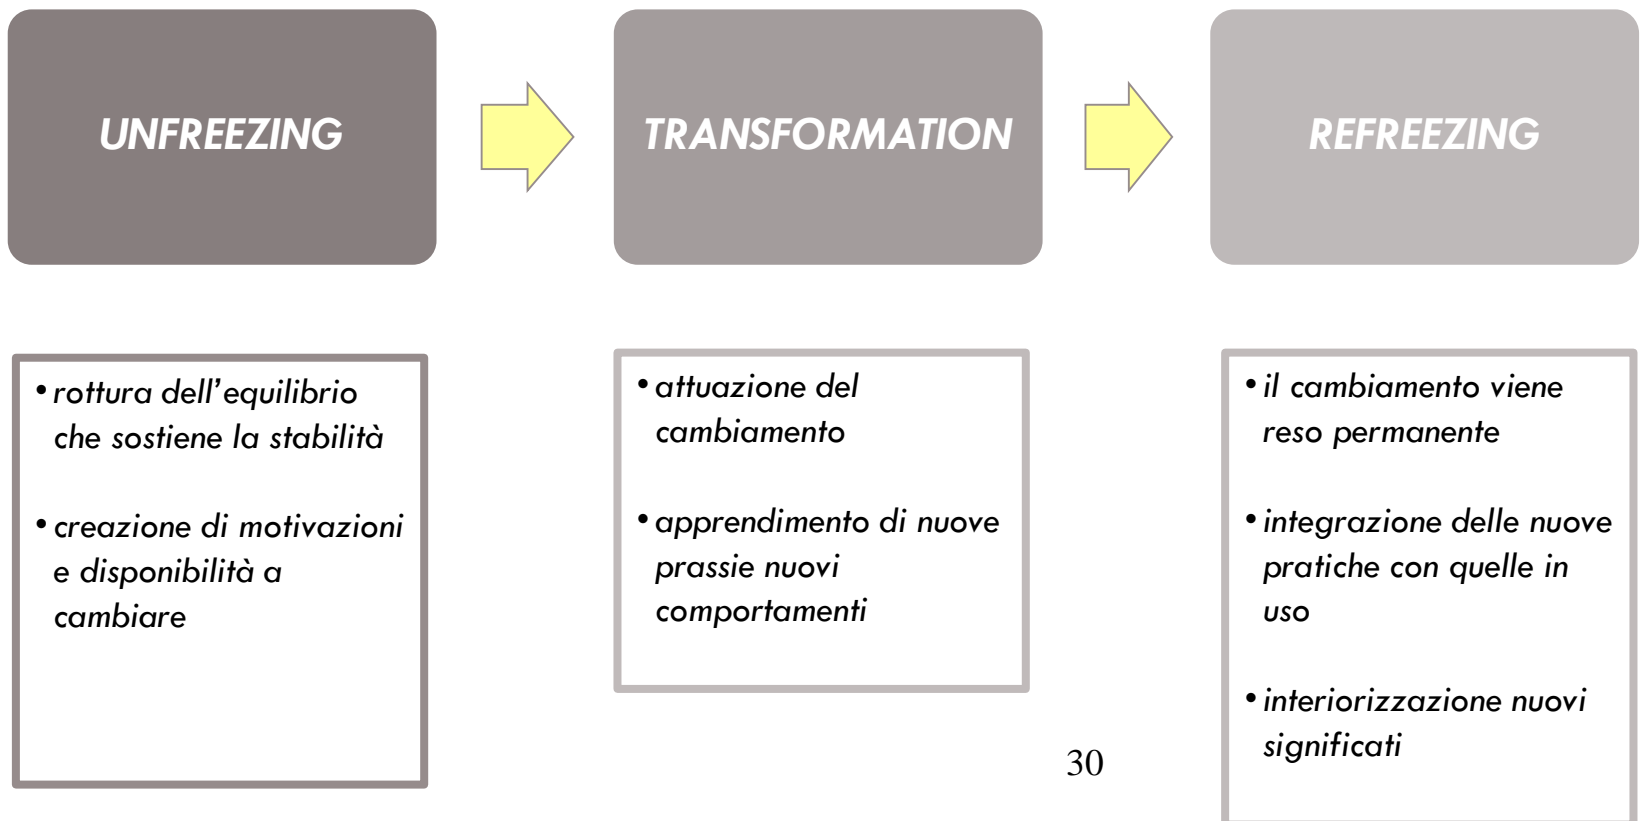 UNFREEZING
TRANSFORMATION
REFREEZING
• rottura dell’equilibrio
che sostiene la stabilità
• creazione di motivazioni
e disponibilità a
cambiare
• attuazione del
cambiamento
• apprendimento di nuove
prassie nuovi
comportamenti
• il cambiamento viene
reso permanente
• integrazione delle nuove
pratiche con quelle in
uso
• interiorizzazione nuovi
significati
30